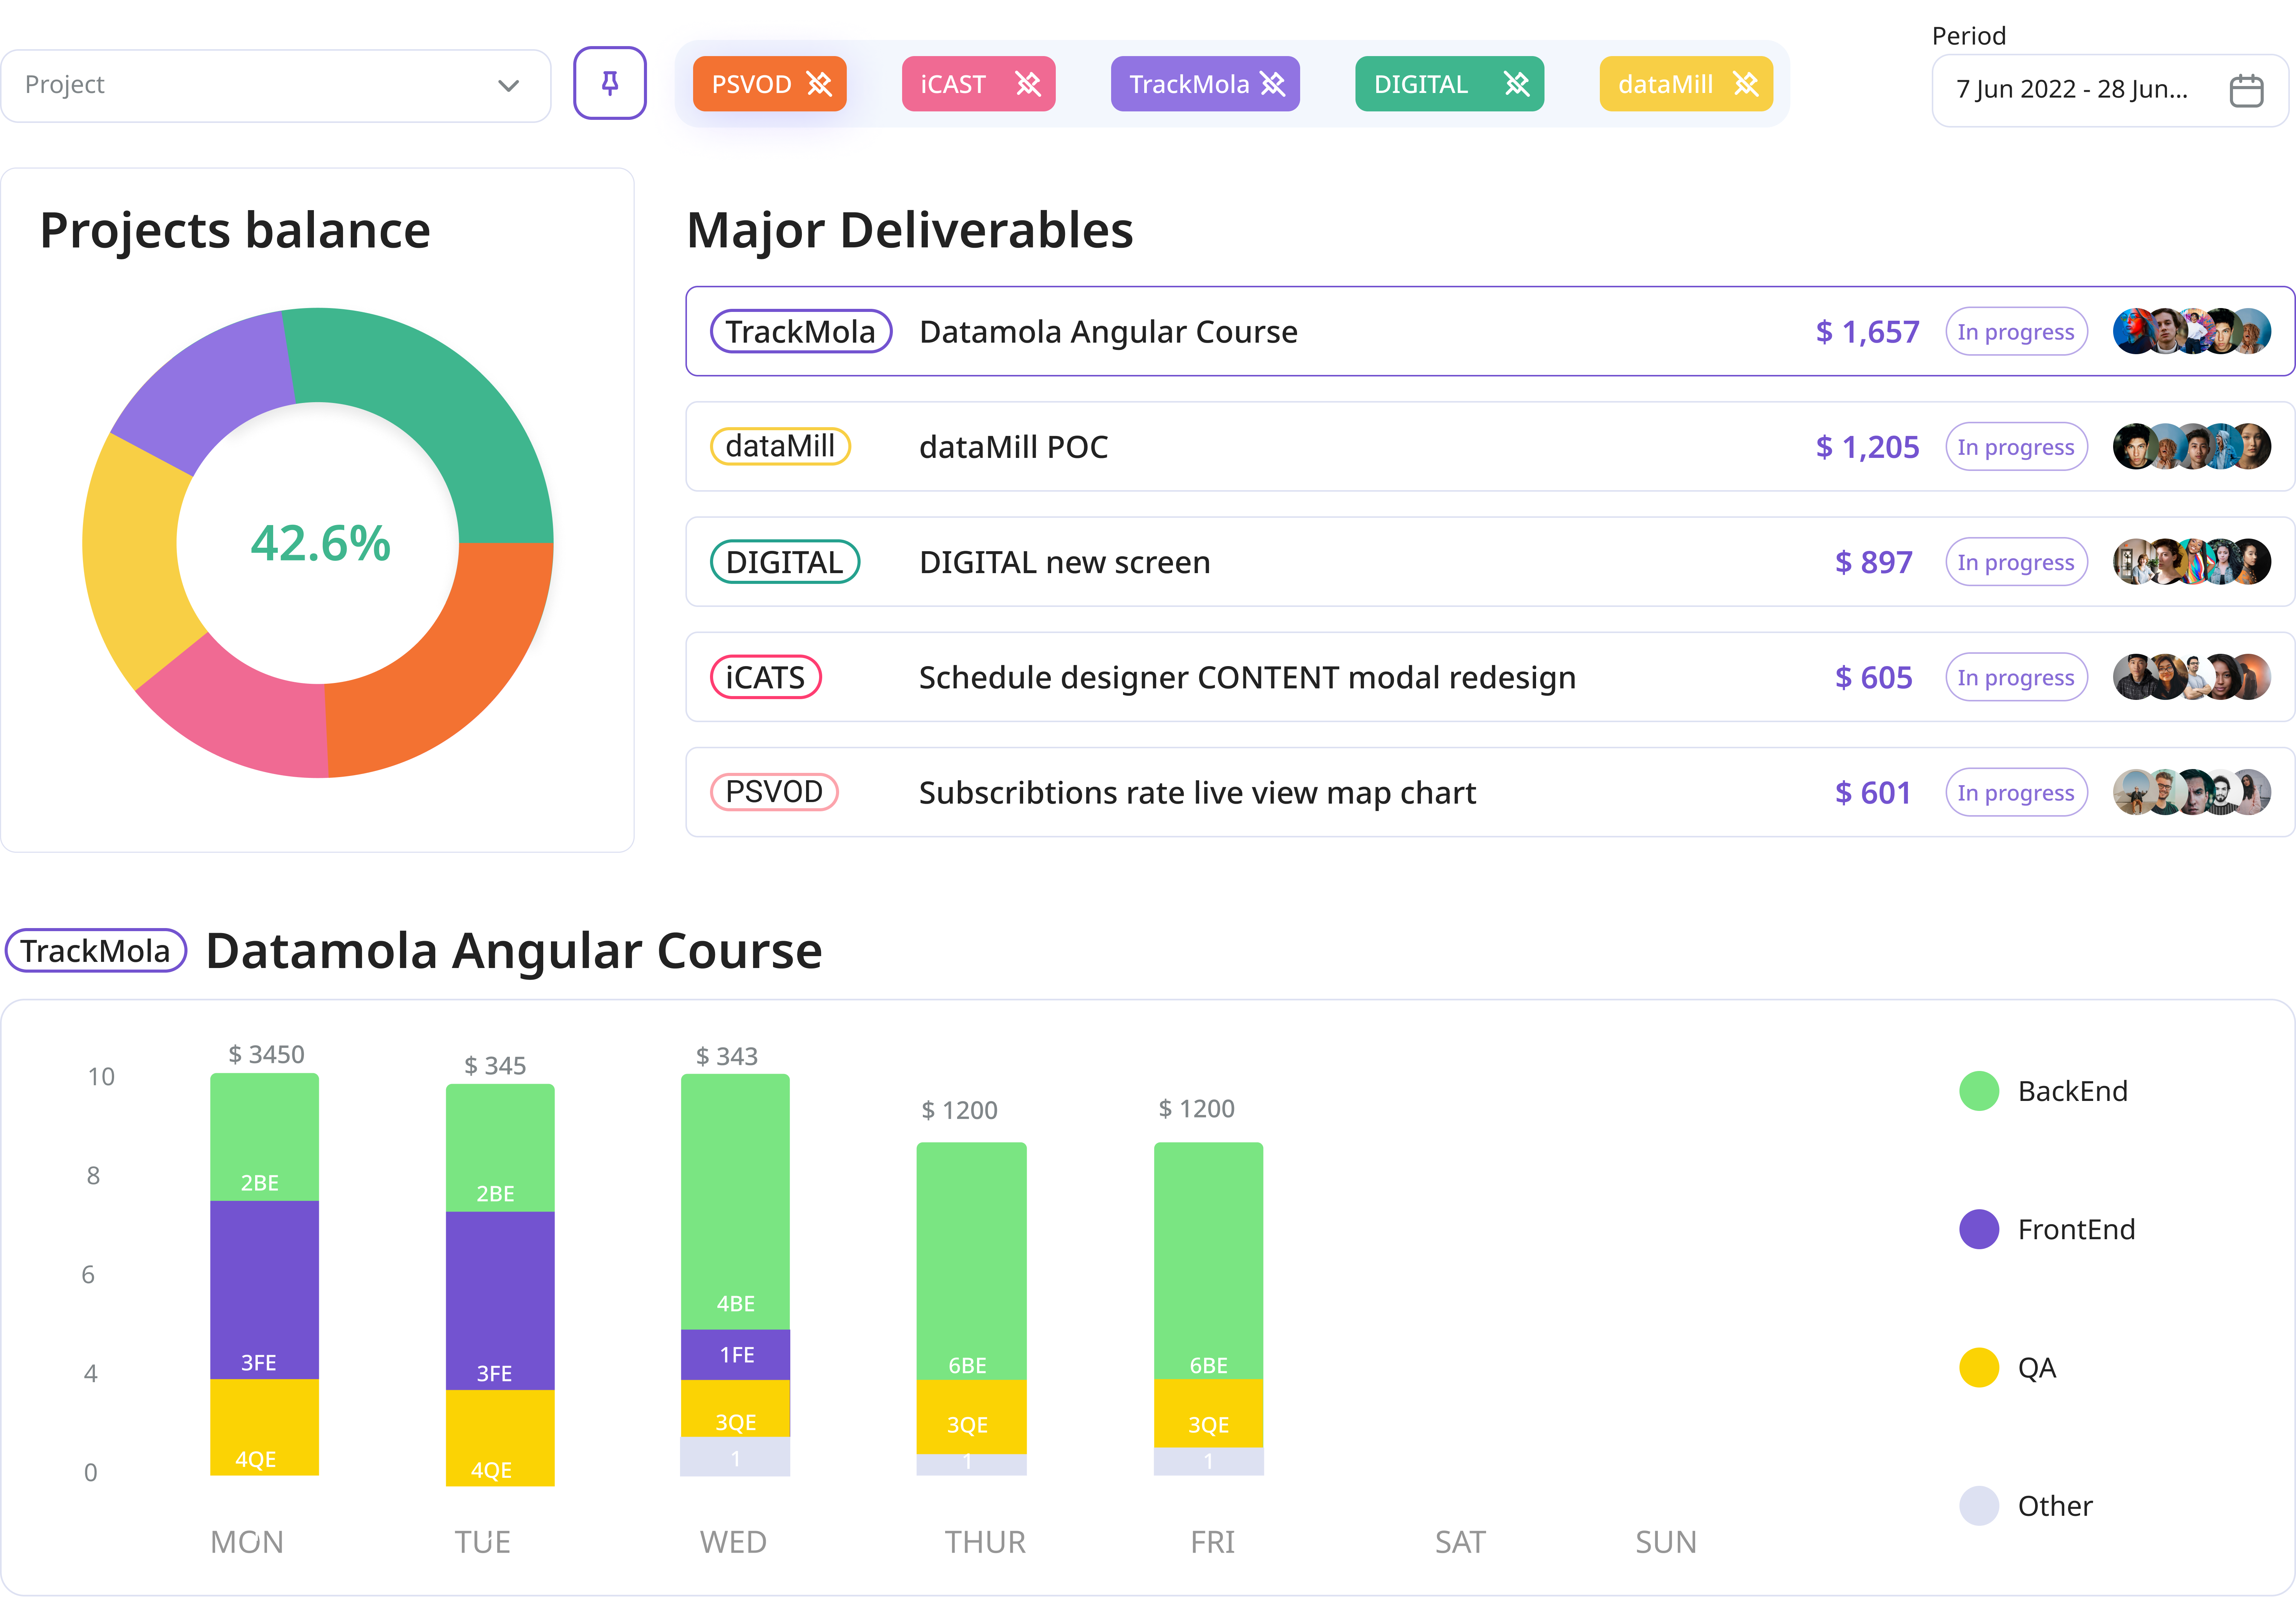 Period
Project
PSVOD
iCAST
TrackMola
DIGITAL
dataMill
7 Jun 2022 - 28 Jun...
Projects balance
42.6%
Major Deliverables
TrackMola Datamola Angular Course $ 1,657 In progress
dataMill dataMill POC $ 1,205 In progress
DIGITAL DIGITAL new screen $ 897 In progress
iCATS Schedule designer CONTENT modal redesign $ 605 In progress
PSVOD Subscribtions rate live view map chart $ 601 In progress
TrackMola Datamola Angular Course
10
8
6
4
0
$ 3450
2BE
3FE
4QE
$ 345
2BE
3FE
4QE
$ 343
4BE
1FE
3QE
1
$ 1200
6BE
3QE
1
$ 1200
6BE
3QE
1
MON TUE WED THUR FRI SAT SUN
BackEnd
FrontEnd
QA
Other